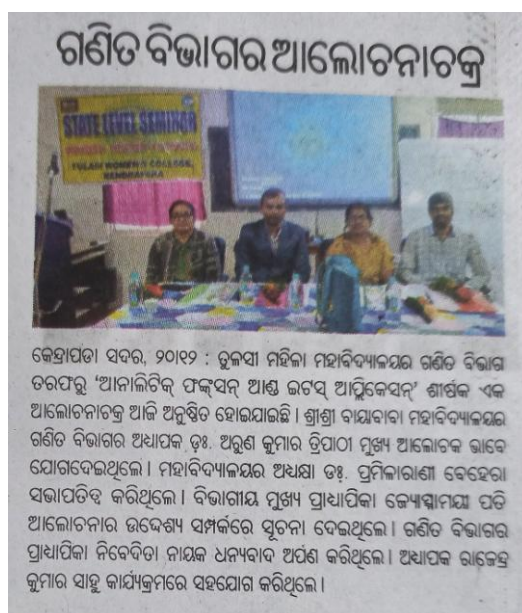 ଗଣିତ ବିଭାଗର ଆଲୋଚନାଚକ୍ର
STATE LEVEL SEMINAR
TULASI WOMEN'S COLLEGE,
KENDRAPARA
କେନ୍ଦ୍ରାପଡା ସଦର, ୨୦।୧୨ : ତୁଳସୀ ମହିଳା ମହାବିଦ୍ୟାଳୟର ଗଣିତ ବିଭାଗ
ତରଫରୁ ‘ଆନାଲିଟିକ୍ ଫଙ୍କସନ୍ ଆଣ୍ଡ ଇଟସ୍ ଆପ୍ଲିକେସନ୍’ ଶୀର୍ଷକ ଏକ
ଆଲୋଚନାଚକ୍ର ଆଜି ଅନୁଷ୍ଠିତ ହୋଇଯାଇଛି। ଶ୍ରୀଶ୍ରୀ ବାୟାବାବା ମହାବିଦ୍ୟାଳୟର
ଗଣିତ ବିଭାଗର ଅଧ୍ୟାପକ ଡ଼ଃ. ଅରୁଣ କୁମାର ତ୍ରିପାଠୀ ମୁଖ୍ୟ ଆଲୋଚକ ଭାବେ
ଯୋଗଦେଇଥିଲେ। ମହାବିଦ୍ୟାଳୟର ଅଧ୍ୟକ୍ଷା ଡଃ. ପ୍ରମିଳାରାଣୀ ବେହେରା
ସଭାପତିତ୍ୱ କରିଥିଲେ। ବିଭାଗୀୟ ମୁଖ୍ୟ ପ୍ରାଧ୍ୟାପିକା ଜ୍ୟୋତ୍ସ୍ନାମୟୀ ପତି
ଆଲୋଚନାର ଉଦ୍ଦେଶ୍ୟ ସମ୍ପର୍କରେ ସୂଚନା ଦେଇଥିଲେ। ଗଣିତ ବିଭାଗର
ପ୍ରାଧ୍ୟାପିକା ନିବେଦିତା ନାୟକ ଧନ୍ୟବାଦ ଅର୍ପଣ କରିଥିଲେ। ଅଧ୍ୟାପକ ରାଜେନ୍ଦ୍ର
କୁମାର ସାହୁ କାର୍ଯ୍ୟକ୍ରମରେ ସହଯୋଗ କରିଥିଲେ।